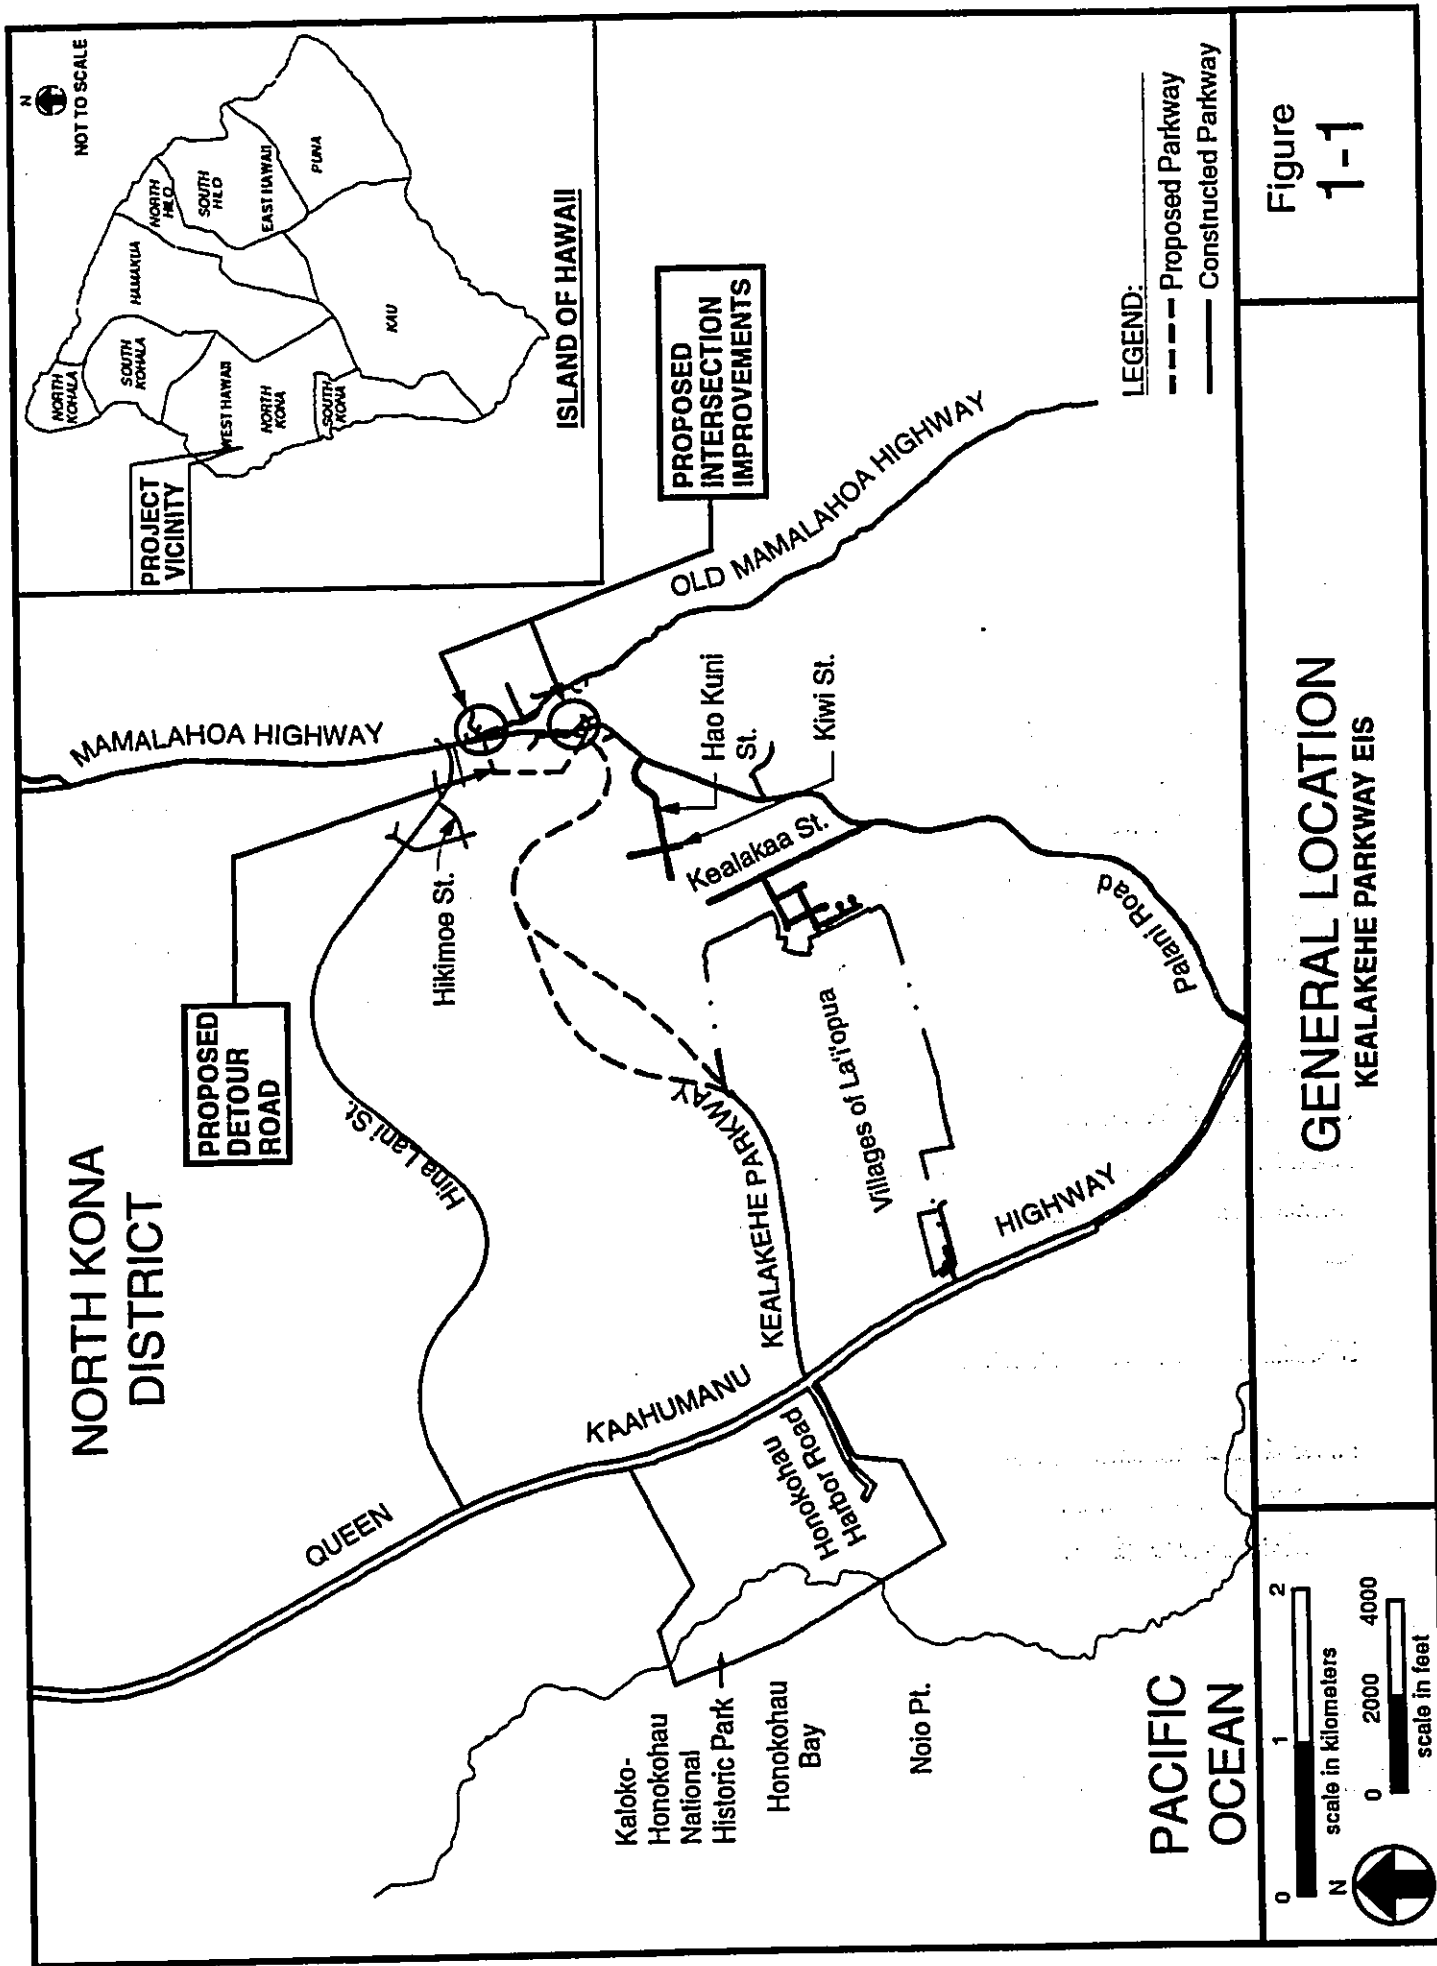 NORTH KONA
DISTRICT
MAMALAHOA HIGHWAY
N
NOT TO SCALE
NORTH
KOHALA
SOUTH
KOHALA
HAMAKUA
NORTH
HILO
SOUTH
HILO
EAST HAWAII
PUNA
WEST HAWAII
NORTH
KONA
SOUTH
KONA
KAU
PROJECT
VICINITY
ISLAND OF HAWAII
PROPOSED
DETOUR
ROAD
PROPOSED
INTERSECTION
IMPROVEMENTS
QUEEN
KAAHUMANU
HIGHWAY
Hina Lani St.
Hikimoe St.
OLD MAMALAHOA HIGHWAY
Hao Kuni
St.
Kiwi St.
Kealakaa St.
KEALAKEHE PARKWAY
Villages of La'i'opua
Palani Road
Honokohau
Harbor Road
Kaloko-
Honokohau
National
Historic Park
Honokohau
Bay
Noio Pt.
PACIFIC
OCEAN
LEGEND:
Proposed Parkway
Constructed Parkway
0 1 2
scale in kilometers
N
0 2000 4000
scale in feet
GENERAL LOCATION
KEALAKEHE PARKWAY EIS
Figure
1-1